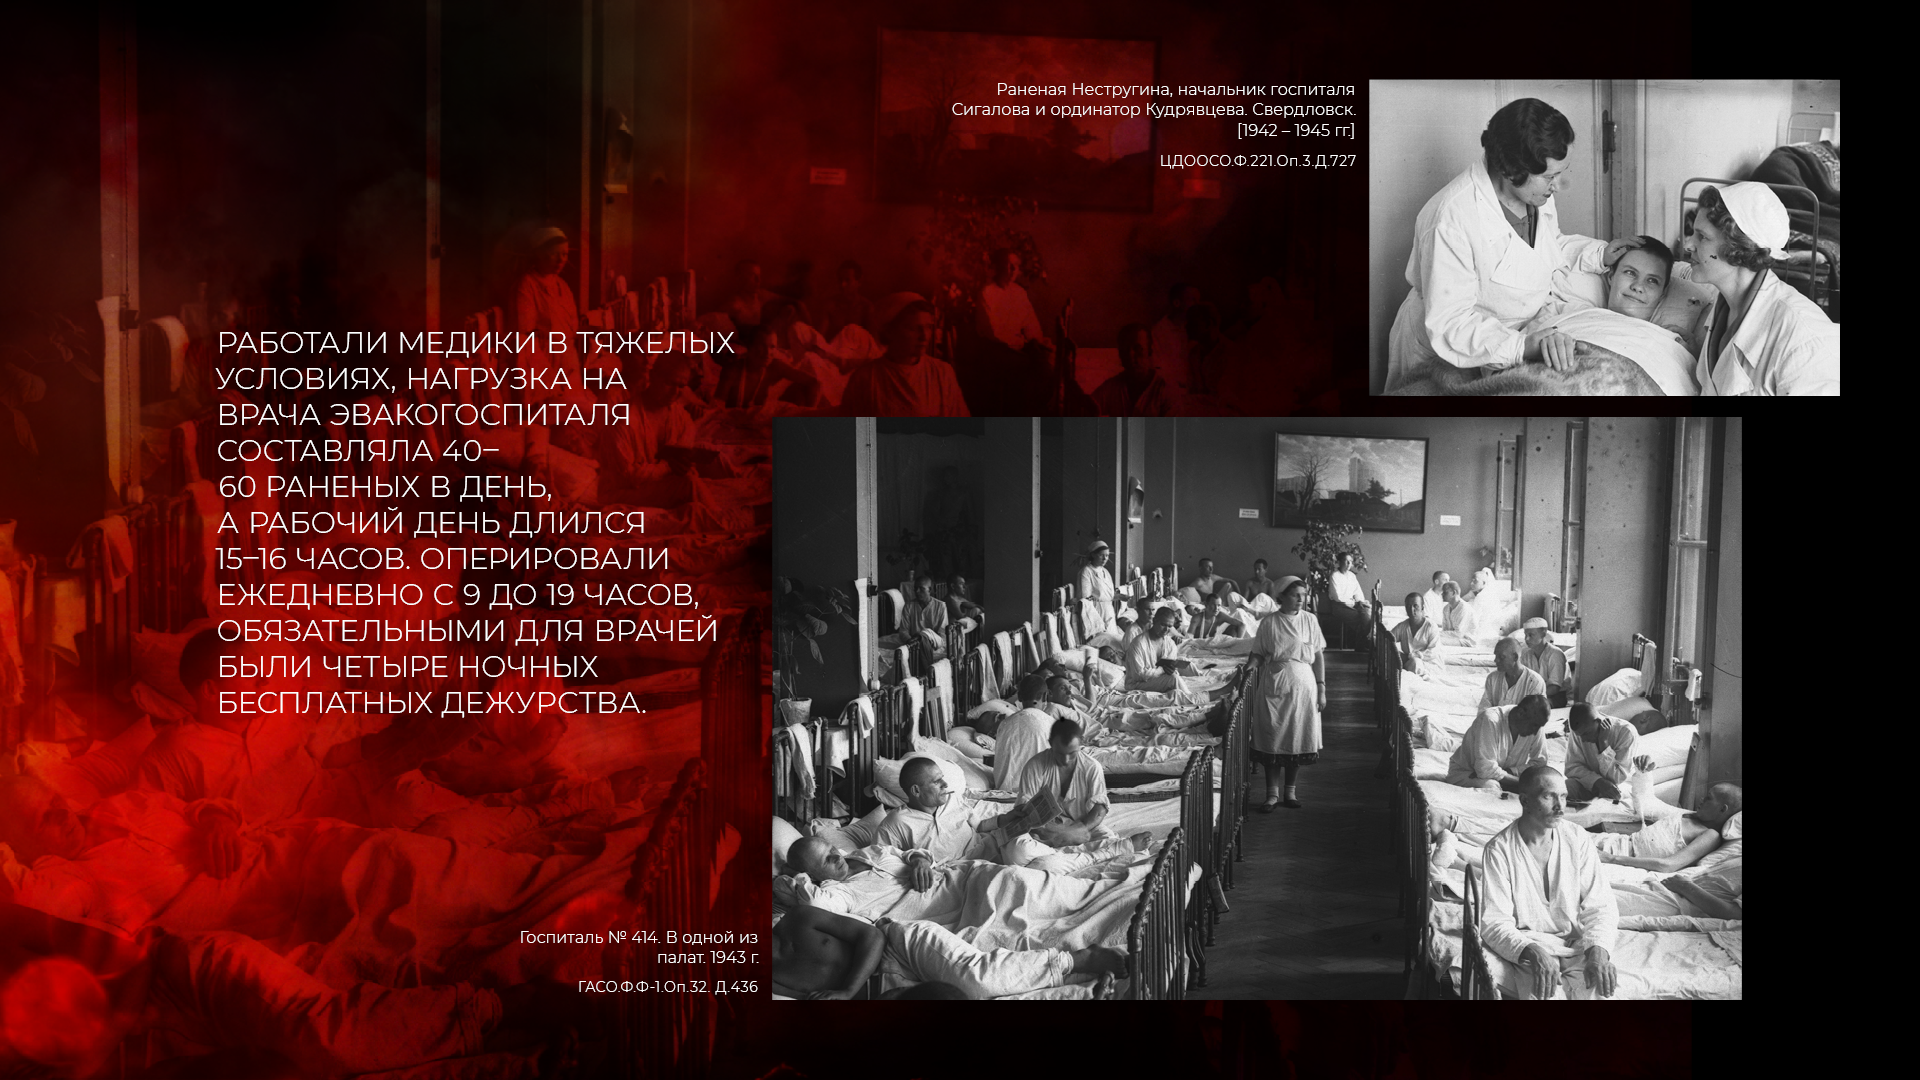 Раненая Нестругина, начальник госпиталя
Сигалова и ординатор Кудрявцева. Свердловск.
[1942 – 1945 гг.]
ЦДООСО.Ф.221.Оп.3.Д.727
РАБОТАЛИ МЕДИКИ В ТЯЖЕЛЫХ
УСЛОВИЯХ, НАГРУЗКА НА
ВРАЧА ЭВАКОГОСПИТАЛЯ
СОСТАВЛЯЛА 40–
60 РАНЕНЫХ В ДЕНЬ,
А РАБОЧИЙ ДЕНЬ ДЛИЛСЯ
15–16 ЧАСОВ. ОПЕРИРОВАЛИ
ЕЖЕДНЕВНО С 9 ДО 19 ЧАСОВ,
ОБЯЗАТЕЛЬНЫМИ ДЛЯ ВРАЧЕЙ
БЫЛИ ЧЕТЫРЕ НОЧНЫХ
БЕСПЛАТНЫХ ДЕЖУРСТВА.
Госпиталь № 414. В одной из
палат. 1943 г.
ГАСО.Ф.Ф-1.Оп.32. Д.436